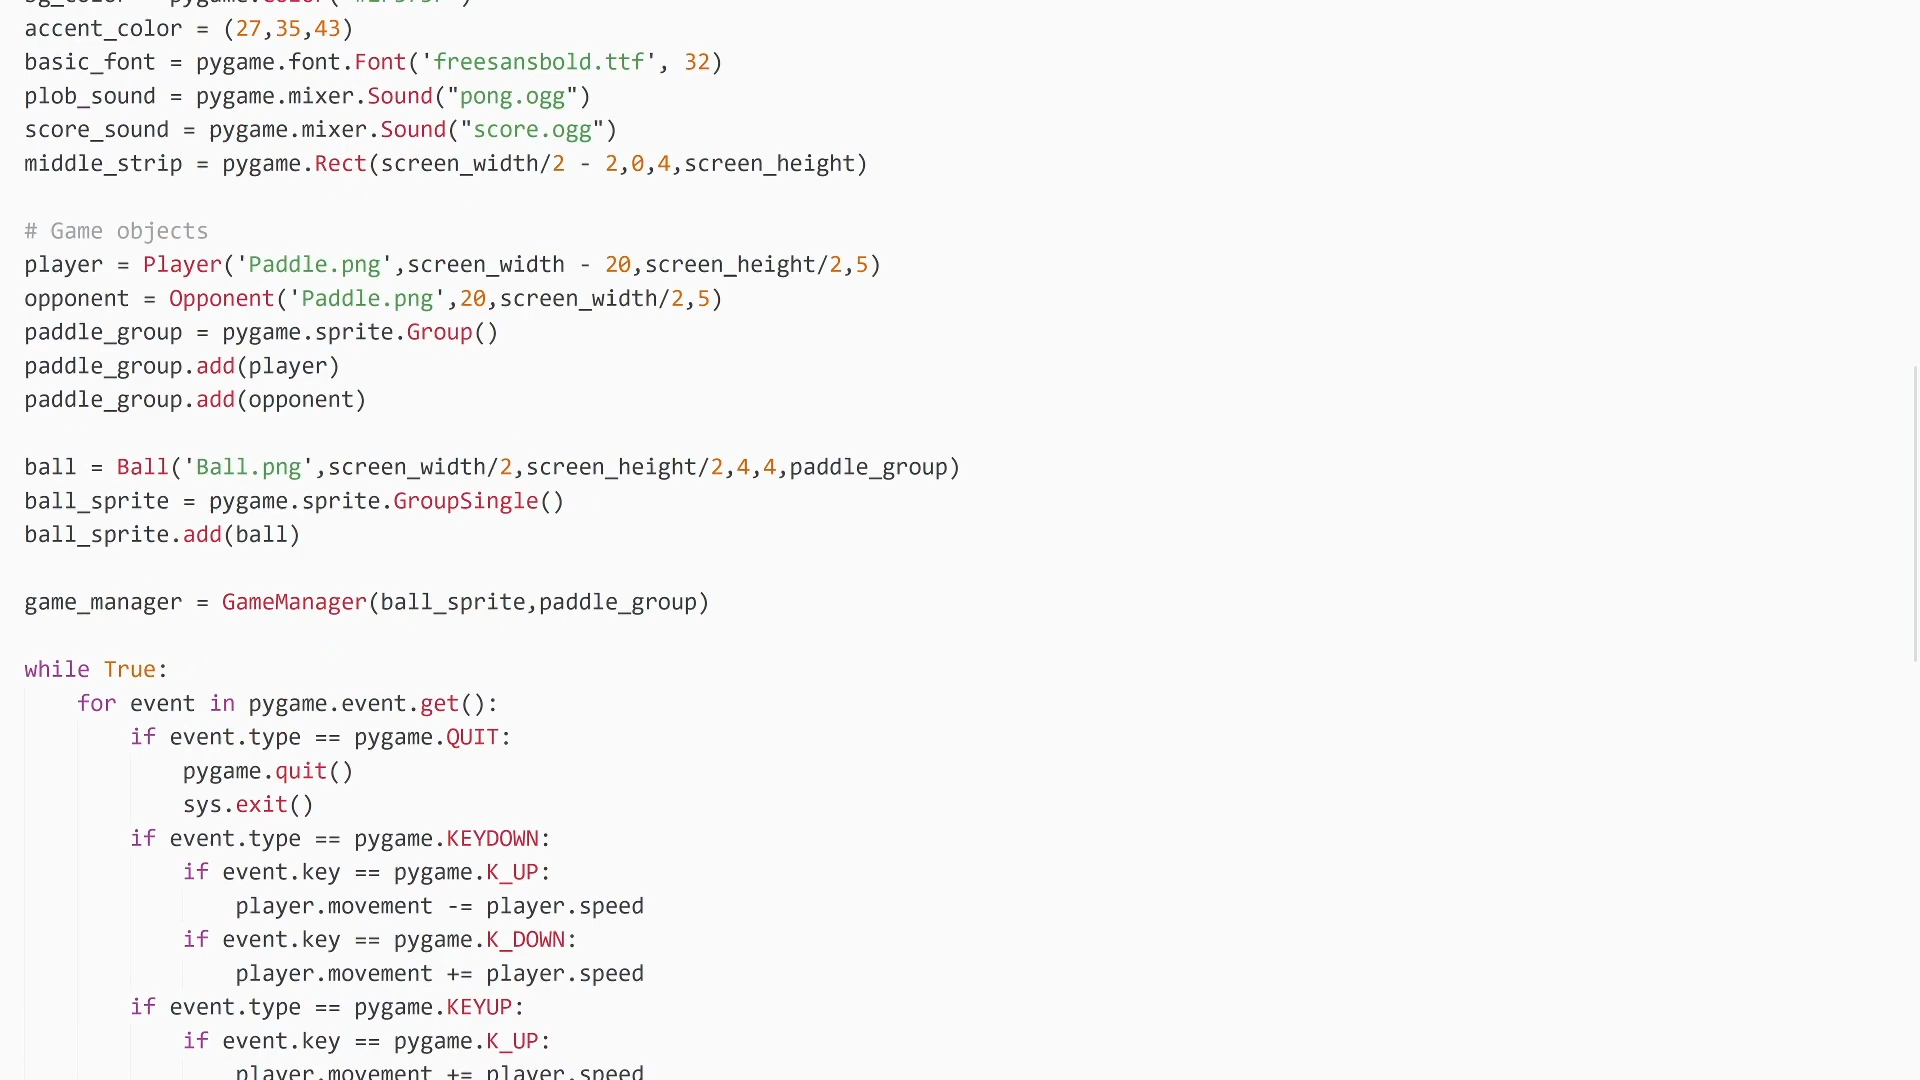 accent_color = (27,35,43)
basic_font = pygame.font.Font('freesansbold.ttf', 32)
plob_sound = pygame.mixer.Sound("pong.ogg")
score_sound = pygame.mixer.Sound("score.ogg")
middle_strip = pygame.Rect(screen_width/2 - 2,0,4,screen_height)

# Game objects
player = Player('Paddle.png',screen_width - 20,screen_height/2,5)
opponent = Opponent('Paddle.png',20,screen_width/2,5)
paddle_group = pygame.sprite.Group()
paddle_group.add(player)
paddle_group.add(opponent)

ball = Ball('Ball.png',screen_width/2,screen_height/2,4,4,paddle_group)
ball_sprite = pygame.sprite.GroupSingle()
ball_sprite.add(ball)

game_manager = GameManager(ball_sprite,paddle_group)

while True:
    for event in pygame.event.get():
        if event.type == pygame.QUIT:
            pygame.quit()
            sys.exit()
        if event.type == pygame.KEYDOWN:
            if event.key == pygame.K_UP:
                player.movement -= player.speed
            if event.key == pygame.K_DOWN:
                player.movement += player.speed
        if event.type == pygame.KEYUP:
            if event.key == pygame.K_UP:
                player.movement += player.speed